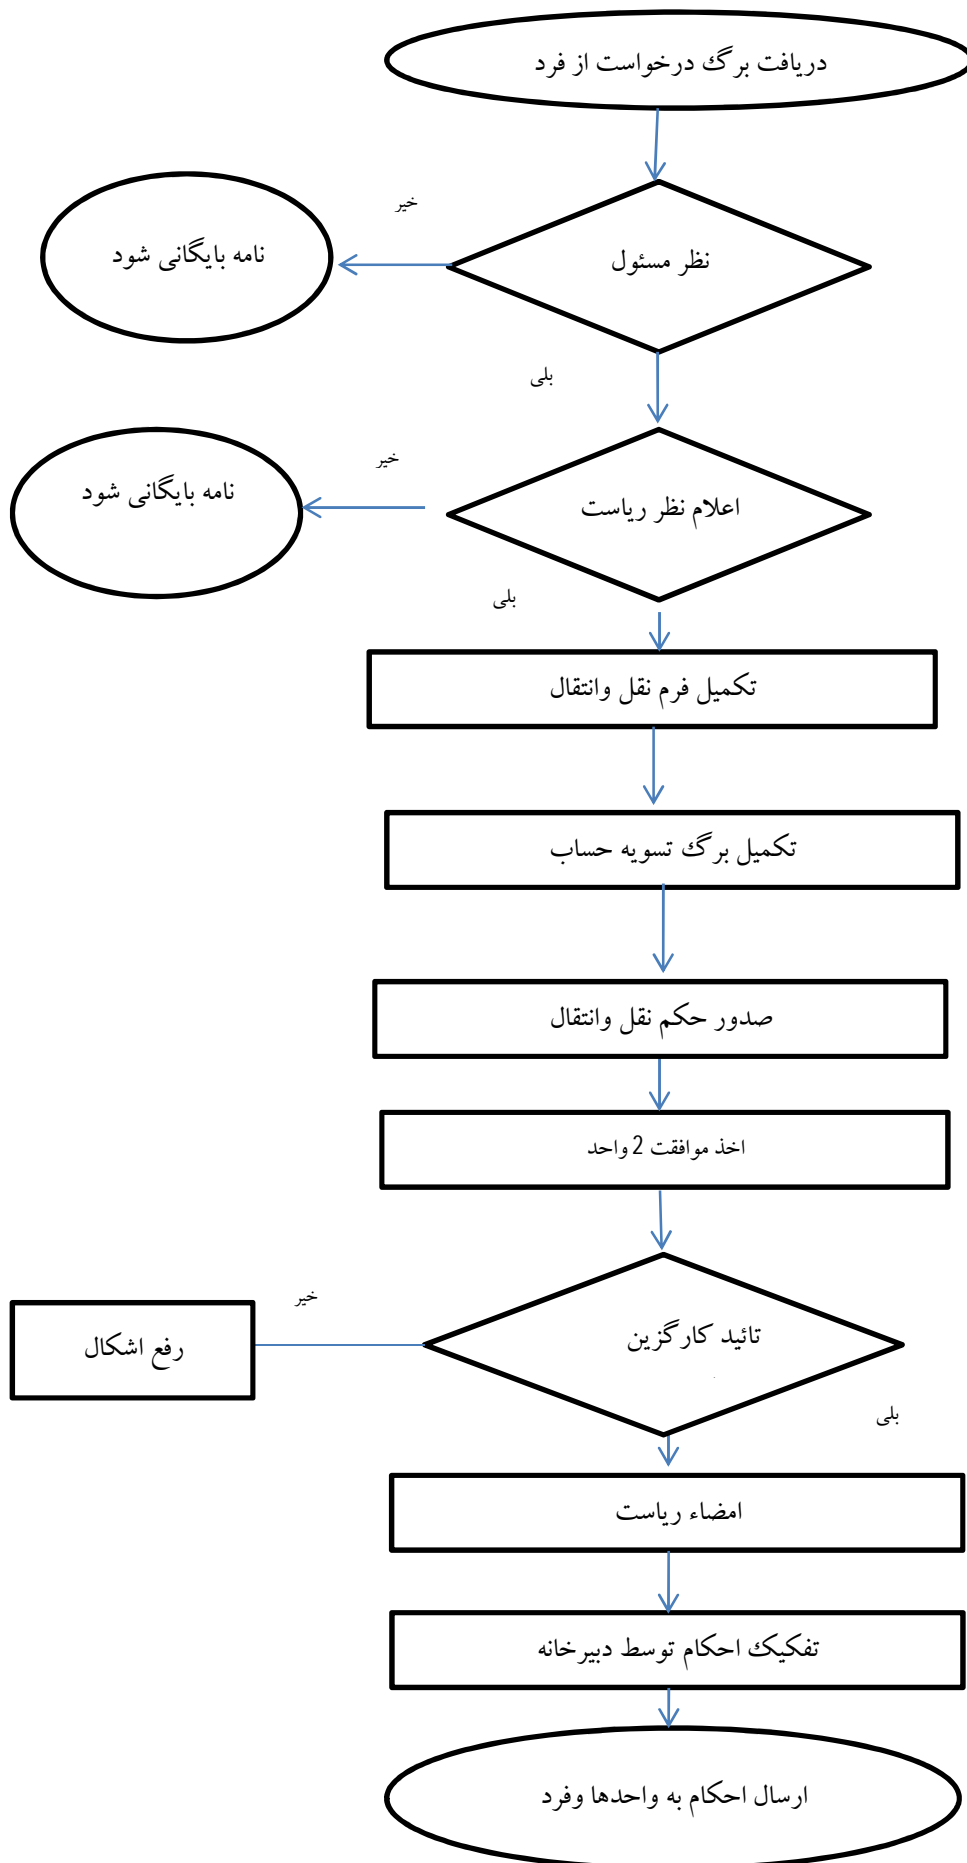 دریافت برگ درخواست از فرد
خیر
نظر مسئول
نامه بایگانی شود
بلی
خیر
اعلام نظر ریاست
نامه بایگانی شود
بلی
تکمیل فرم نقل وانتقال
تکمیل برگ تسویه حساب
صدور حکم نقل وانتقال
اخذ موافقت 2 واحد
خیر
تائید کارگزین
رفع اشکال
بلی
امضاء ریاست
تفکیک احکام توسط دبیرخانه
ارسال احکام به واحدها وفرد